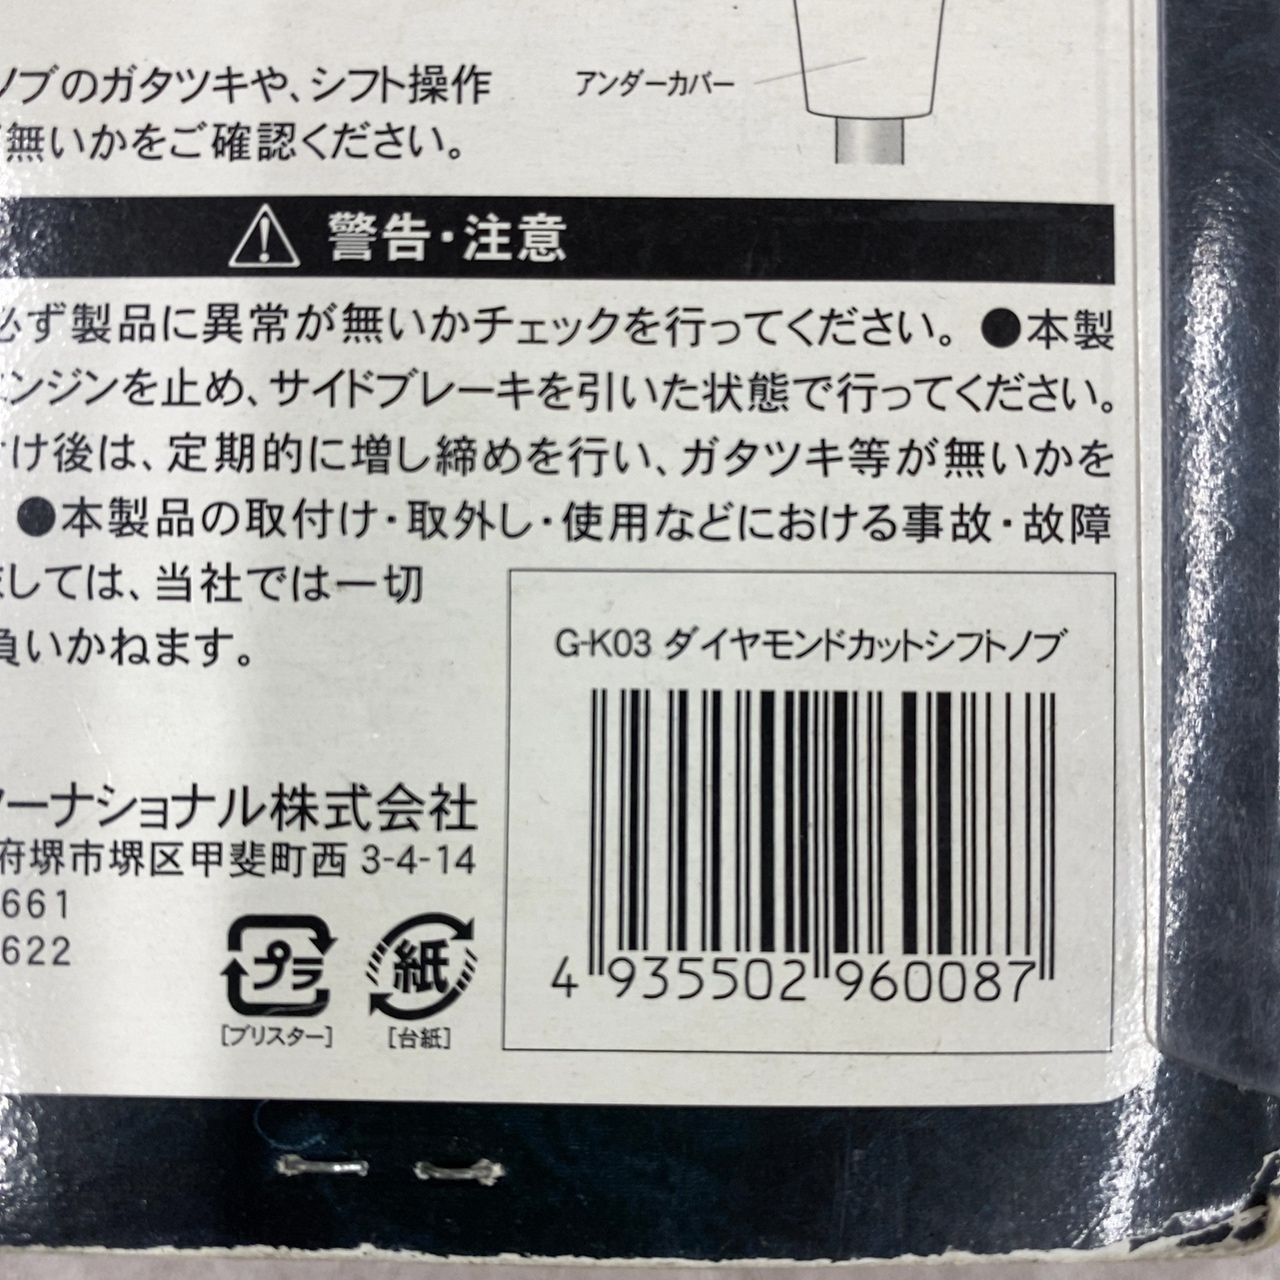 ノブのガタツキや、シフト操作
無いかをご確認ください。
アンダーカバー
警告・注意
必ず製品に異常が無いかチェックを行ってください。●本製
ンジンを止め、サイドブレーキを引いた状態で行ってください。
け後は、定期的に増し締めを行い、ガタツキ等が無いかを
●本製品の取付け・取外し・使用などにおける事故・故障
しては、当社では一切
負いかねます。
G-K03 ダイヤモンドカットシフトノブ
4 935502 960087
ーナショナル株式会社
府堺市堺区甲斐町西 3-4-14
661
622
プラ
[ブリスター]
紙
[台紙]